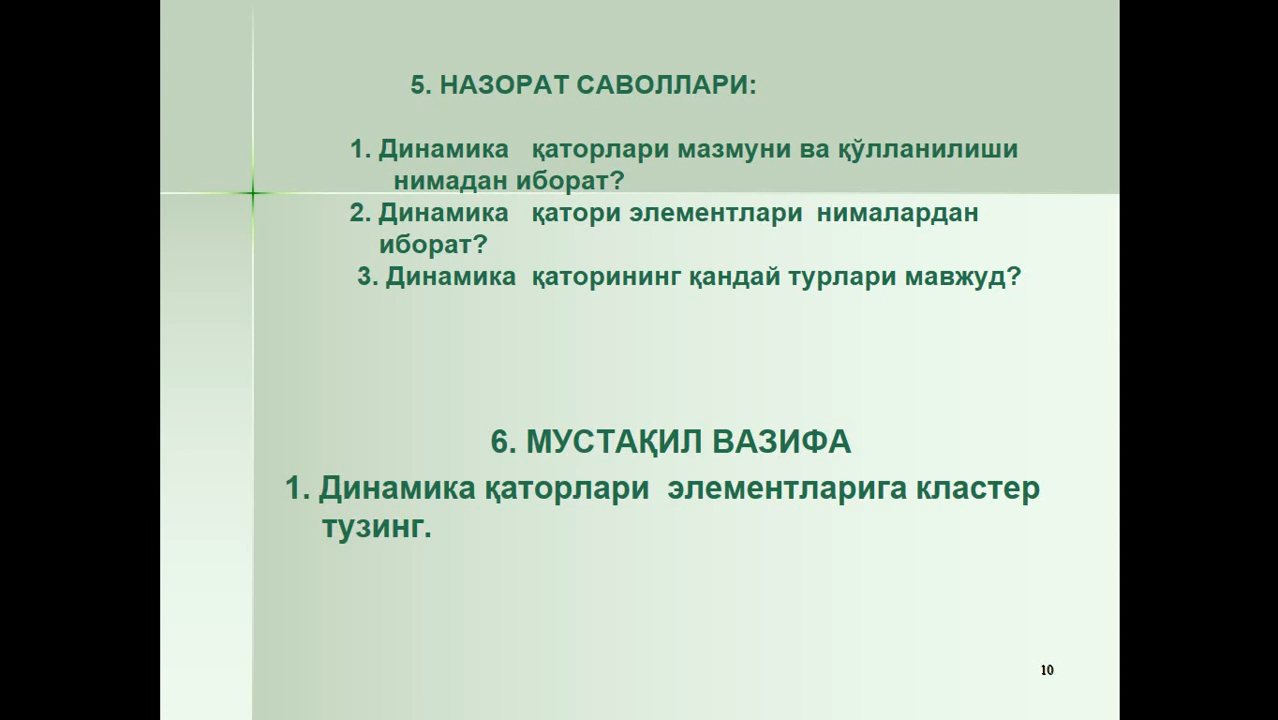 5. НАЗОРАТ САВОЛЛАРИ:
1. Динамика қаторлари мазмуни ва қўлланилиши
нимадан иборат?
2. Динамика қатори элементлари нималардан
иборат?
3. Динамика қаторининг қандай турлари мавжуд?
6. МУСТАҚИЛ ВАЗИФА
1. Динамика қаторлари элементларига кластер
тузинг.
10